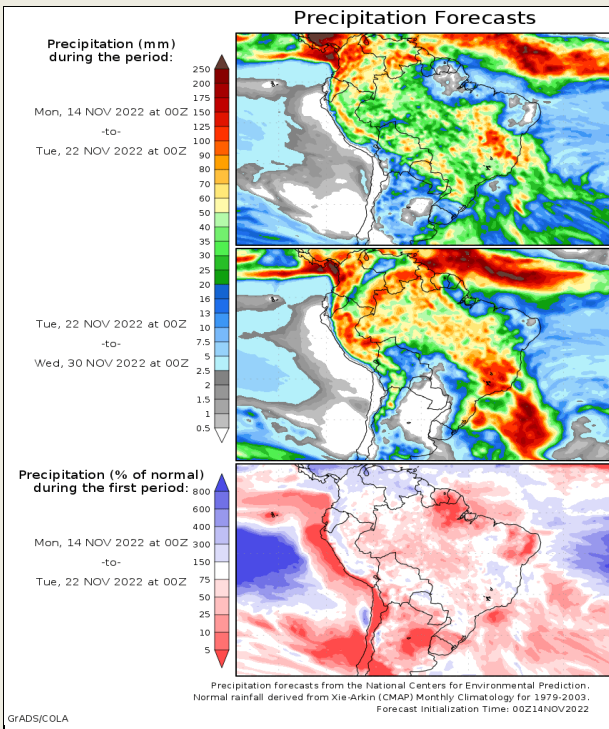 Precipitation Forecasts
Precipitation (mm)
during the period:
Mon, 14 NOV 2022 at 00Z
-to-
Tue, 22 NOV 2022 at 00Z
250
200
175
150
125
100
90
80
70
60
50
40
35
30
25
20
16
13
10
7.5
5
2.5
2
1.5
1
0.5
Tue, 22 NOV 2022 at 00Z
-to-
Wed, 30 NOV 2022 at 00Z
Precipitation (% of normal)
during the first period:
Mon, 14 NOV 2022 at 00Z
-to-
Tue, 22 NOV 2022 at 00Z
800
600
400
300
150
75
50
25
10
5
Precipitation forecasts from the National Centers for Environmental Prediction.
Normal rainfall derived from Xie-Arkin (CMAP) Monthly Climatology for 1979-2003.
Forecast Initialization Time: 00Z14NOV2022
GrADS/COLA